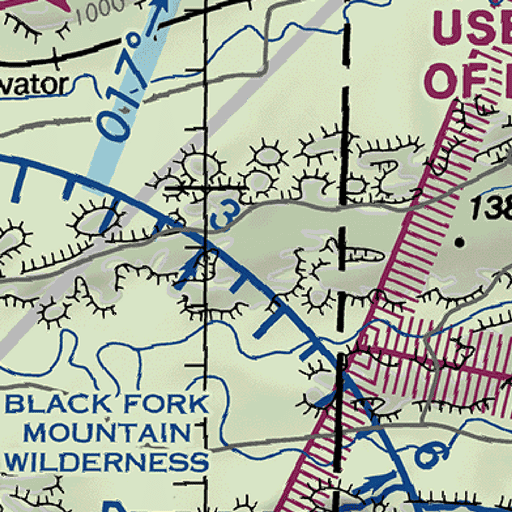 1000
USE
OF
vator
017°
3
138
BLACK FORK
MOUNTAIN
WILDERNESS
6